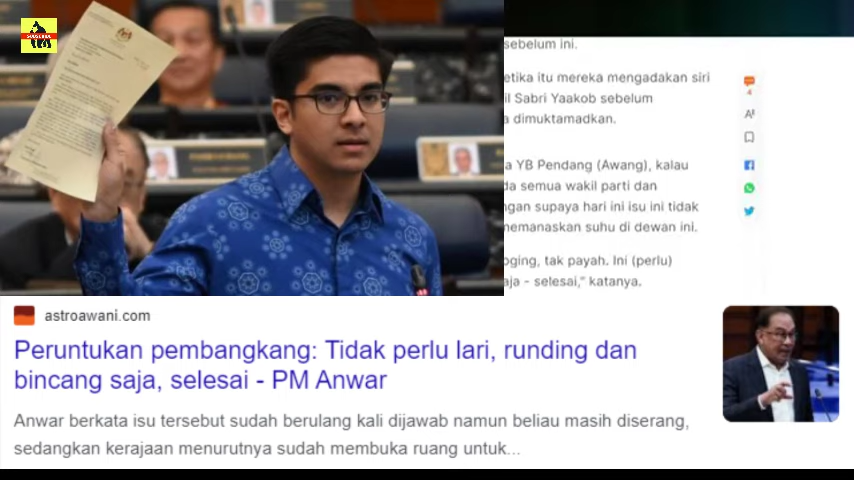 SUBSCRIBE
sebelum ini.
etika itu mereka mengadakan siri
il Sabri Yaakob sebelum
a dimuktamadkan.
a YB Pendang (Awang), kalau
da semua wakil parti dan
ngan supaya hari ini isu ini tidak
nemanaskan suhu di dewan ini.
oging, tak payah. Ini (perlu)
aja - selesai," katanya.
4
A
astroawani.com
Peruntukan pembangkang: Tidak perlu lari, runding dan
bincang saja, selesai - PM Anwar
Anwar berkata isu tersebut sudah berulang kali dijawab namun beliau masih diserang,
sedangkan kerajaan menurutnya sudah membuka ruang untuk...